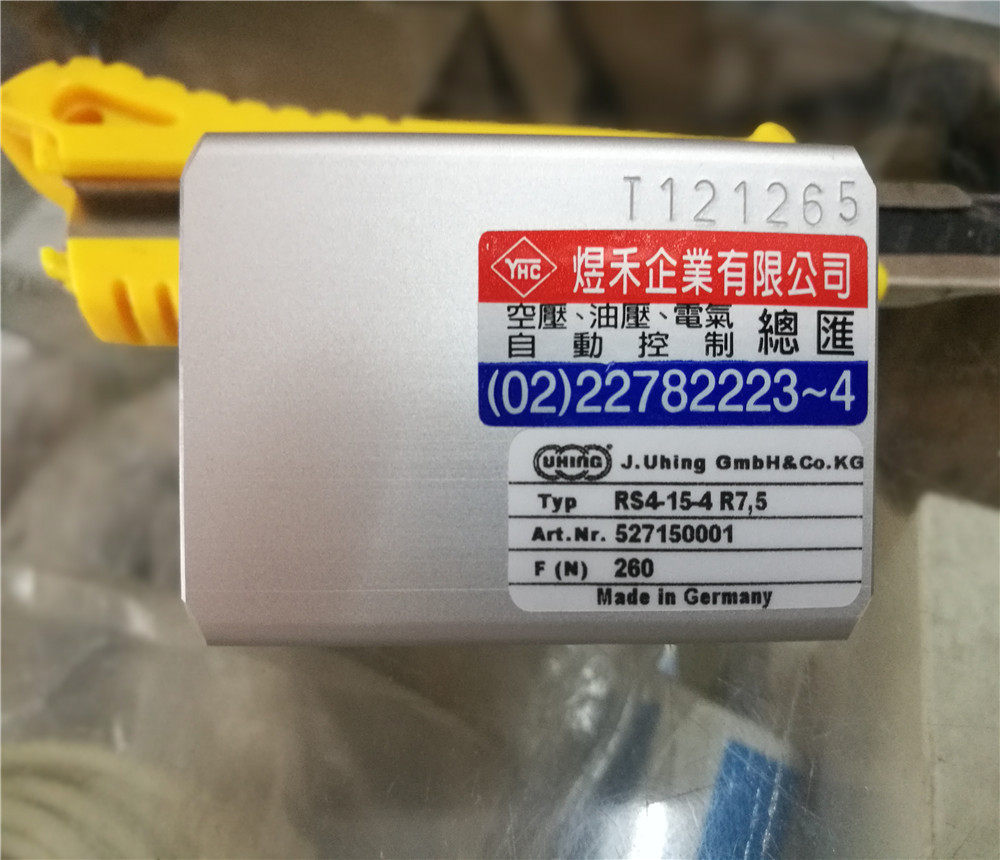 T121265
YHC 煜禾企業有限公司
空壓、油壓、電氣
自動控制 總匯
(02)22782223~4
UHING J.Uhing GmbH&Co.KG
Typ RS4-15-4 R7,5
Art.Nr. 527150001
F (N) 260
Made in Germany